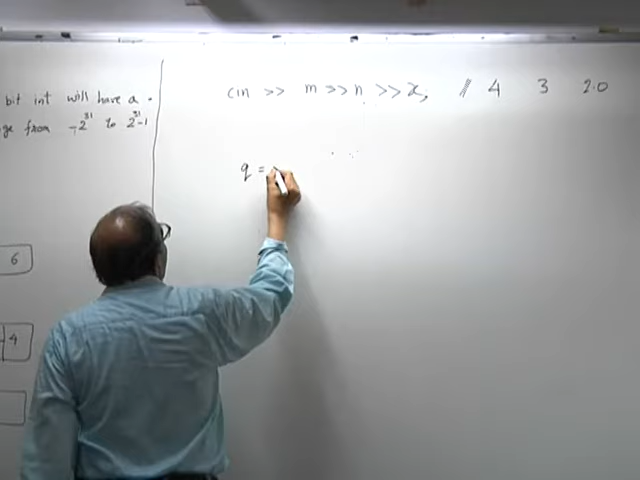 bit int will have a
ge from -2^31 to 2^31-1
6
4
cin >> m >> n >> x; // 4 3 2.0
q =